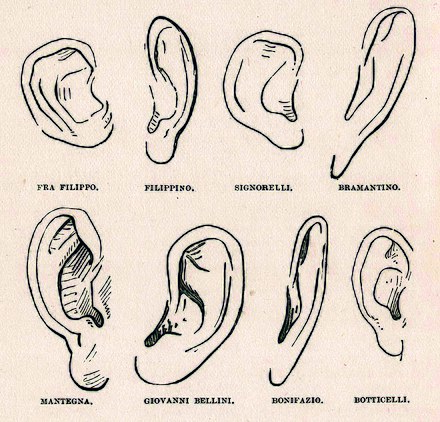 FRA FILIPPO. FILIPPINO. SIGNORELLI. BRAMANTINO.
MANTEGNA. GIOVANNI BELLINI. BONIFAZIO. BOTTICELLI.